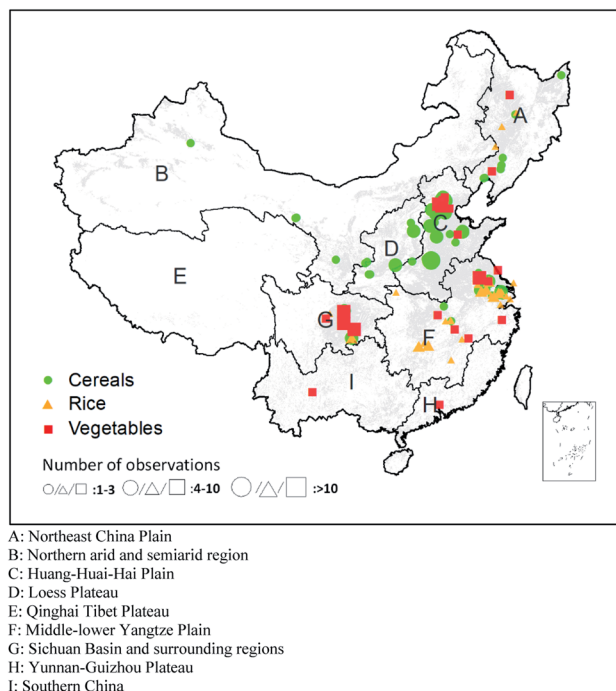 A
B
C
D
E
G
F
I
H
Cereals
Rice
Vegetables
Number of observations
:1-3 :4-10 :>10
A: Northeast China Plain
B: Northern arid and semiarid region
C: Huang-Huai-Hai Plain
D: Loess Plateau
E: Qinghai Tibet Plateau
F: Middle-lower Yangtze Plain
G: Sichuan Basin and surrounding regions
H: Yunnan-Guizhou Plateau
I: Southern China